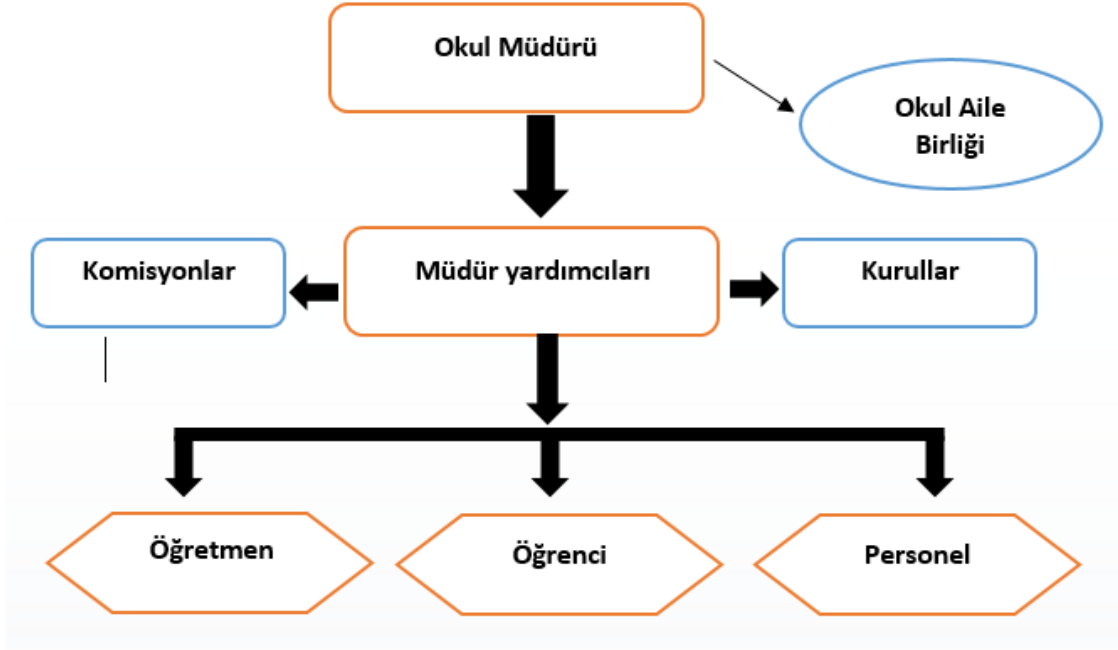 Okul Müdürü
Okul Aile
Birliği
Komisyonlar
Müdür yardımcıları
Kurullar
Öğretmen
Öğrenci
Personel